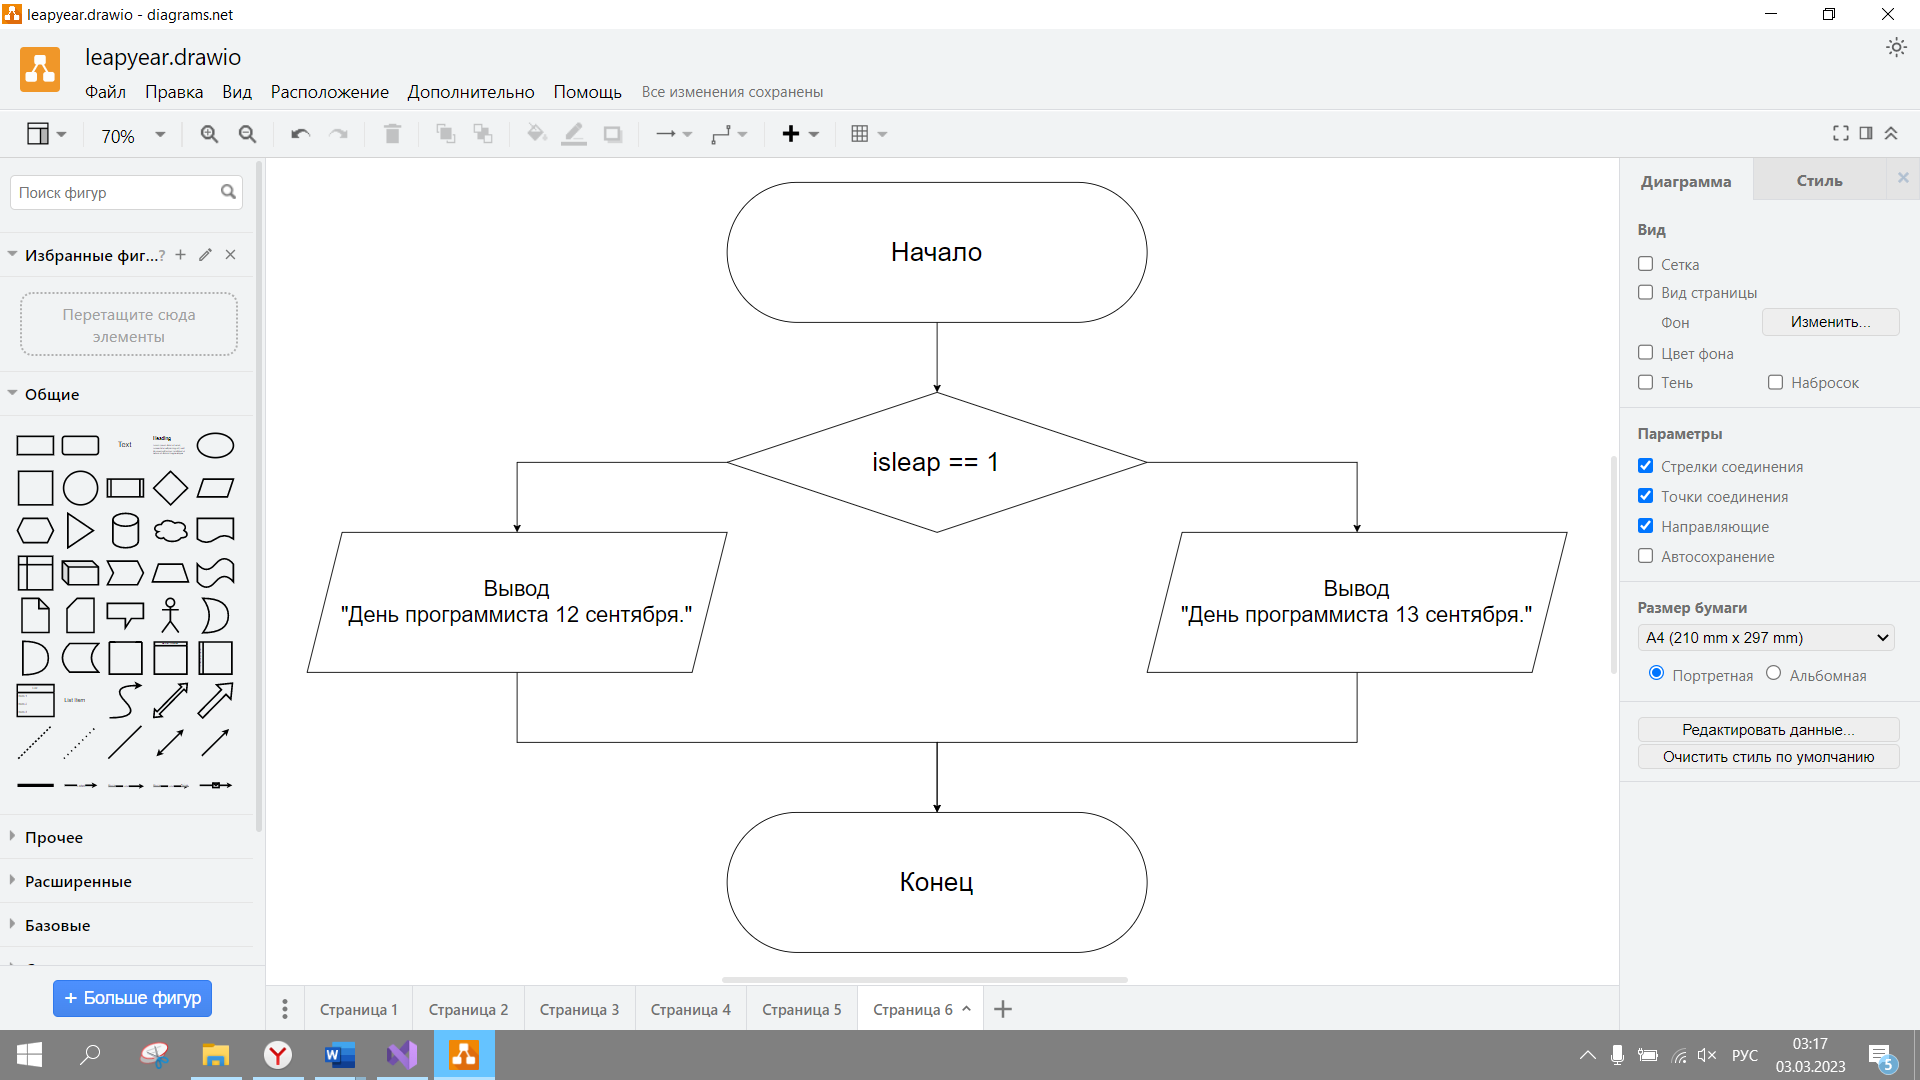 leapyear.drawio - diagrams.net
leapyear.drawio
Файл Правка Вид Расположение Дополнительно Помощь Все изменения сохранены
70%
Поиск фигур
Избранные фиг...? 
Перетащите сюда
элементы
Общие
Text
Heading
List Item
Прочее
Расширенные
Базовые
+ Больше фигур
Начало
isleap == 1
Вывод
"День программиста 12 сентября."
Вывод
"День программиста 13 сентября."
Конец
Страница 1 Страница 2 Страница 3 Страница 4 Страница 5 Страница 6
Диаграмма Стиль
Вид
Сетка
Вид страницы
Фон Изменить...
Цвет фона
Тень Набросок
Параметры
Стрелки соединения
Точки соединения
Направляющие
Автосохранение
Размер бумаги
A4 (210 mm x 297 mm)
Портретная Альбомная
Редактировать данные...
Очистить стиль по умолчанию
РУС
03:17
03.03.2023
5